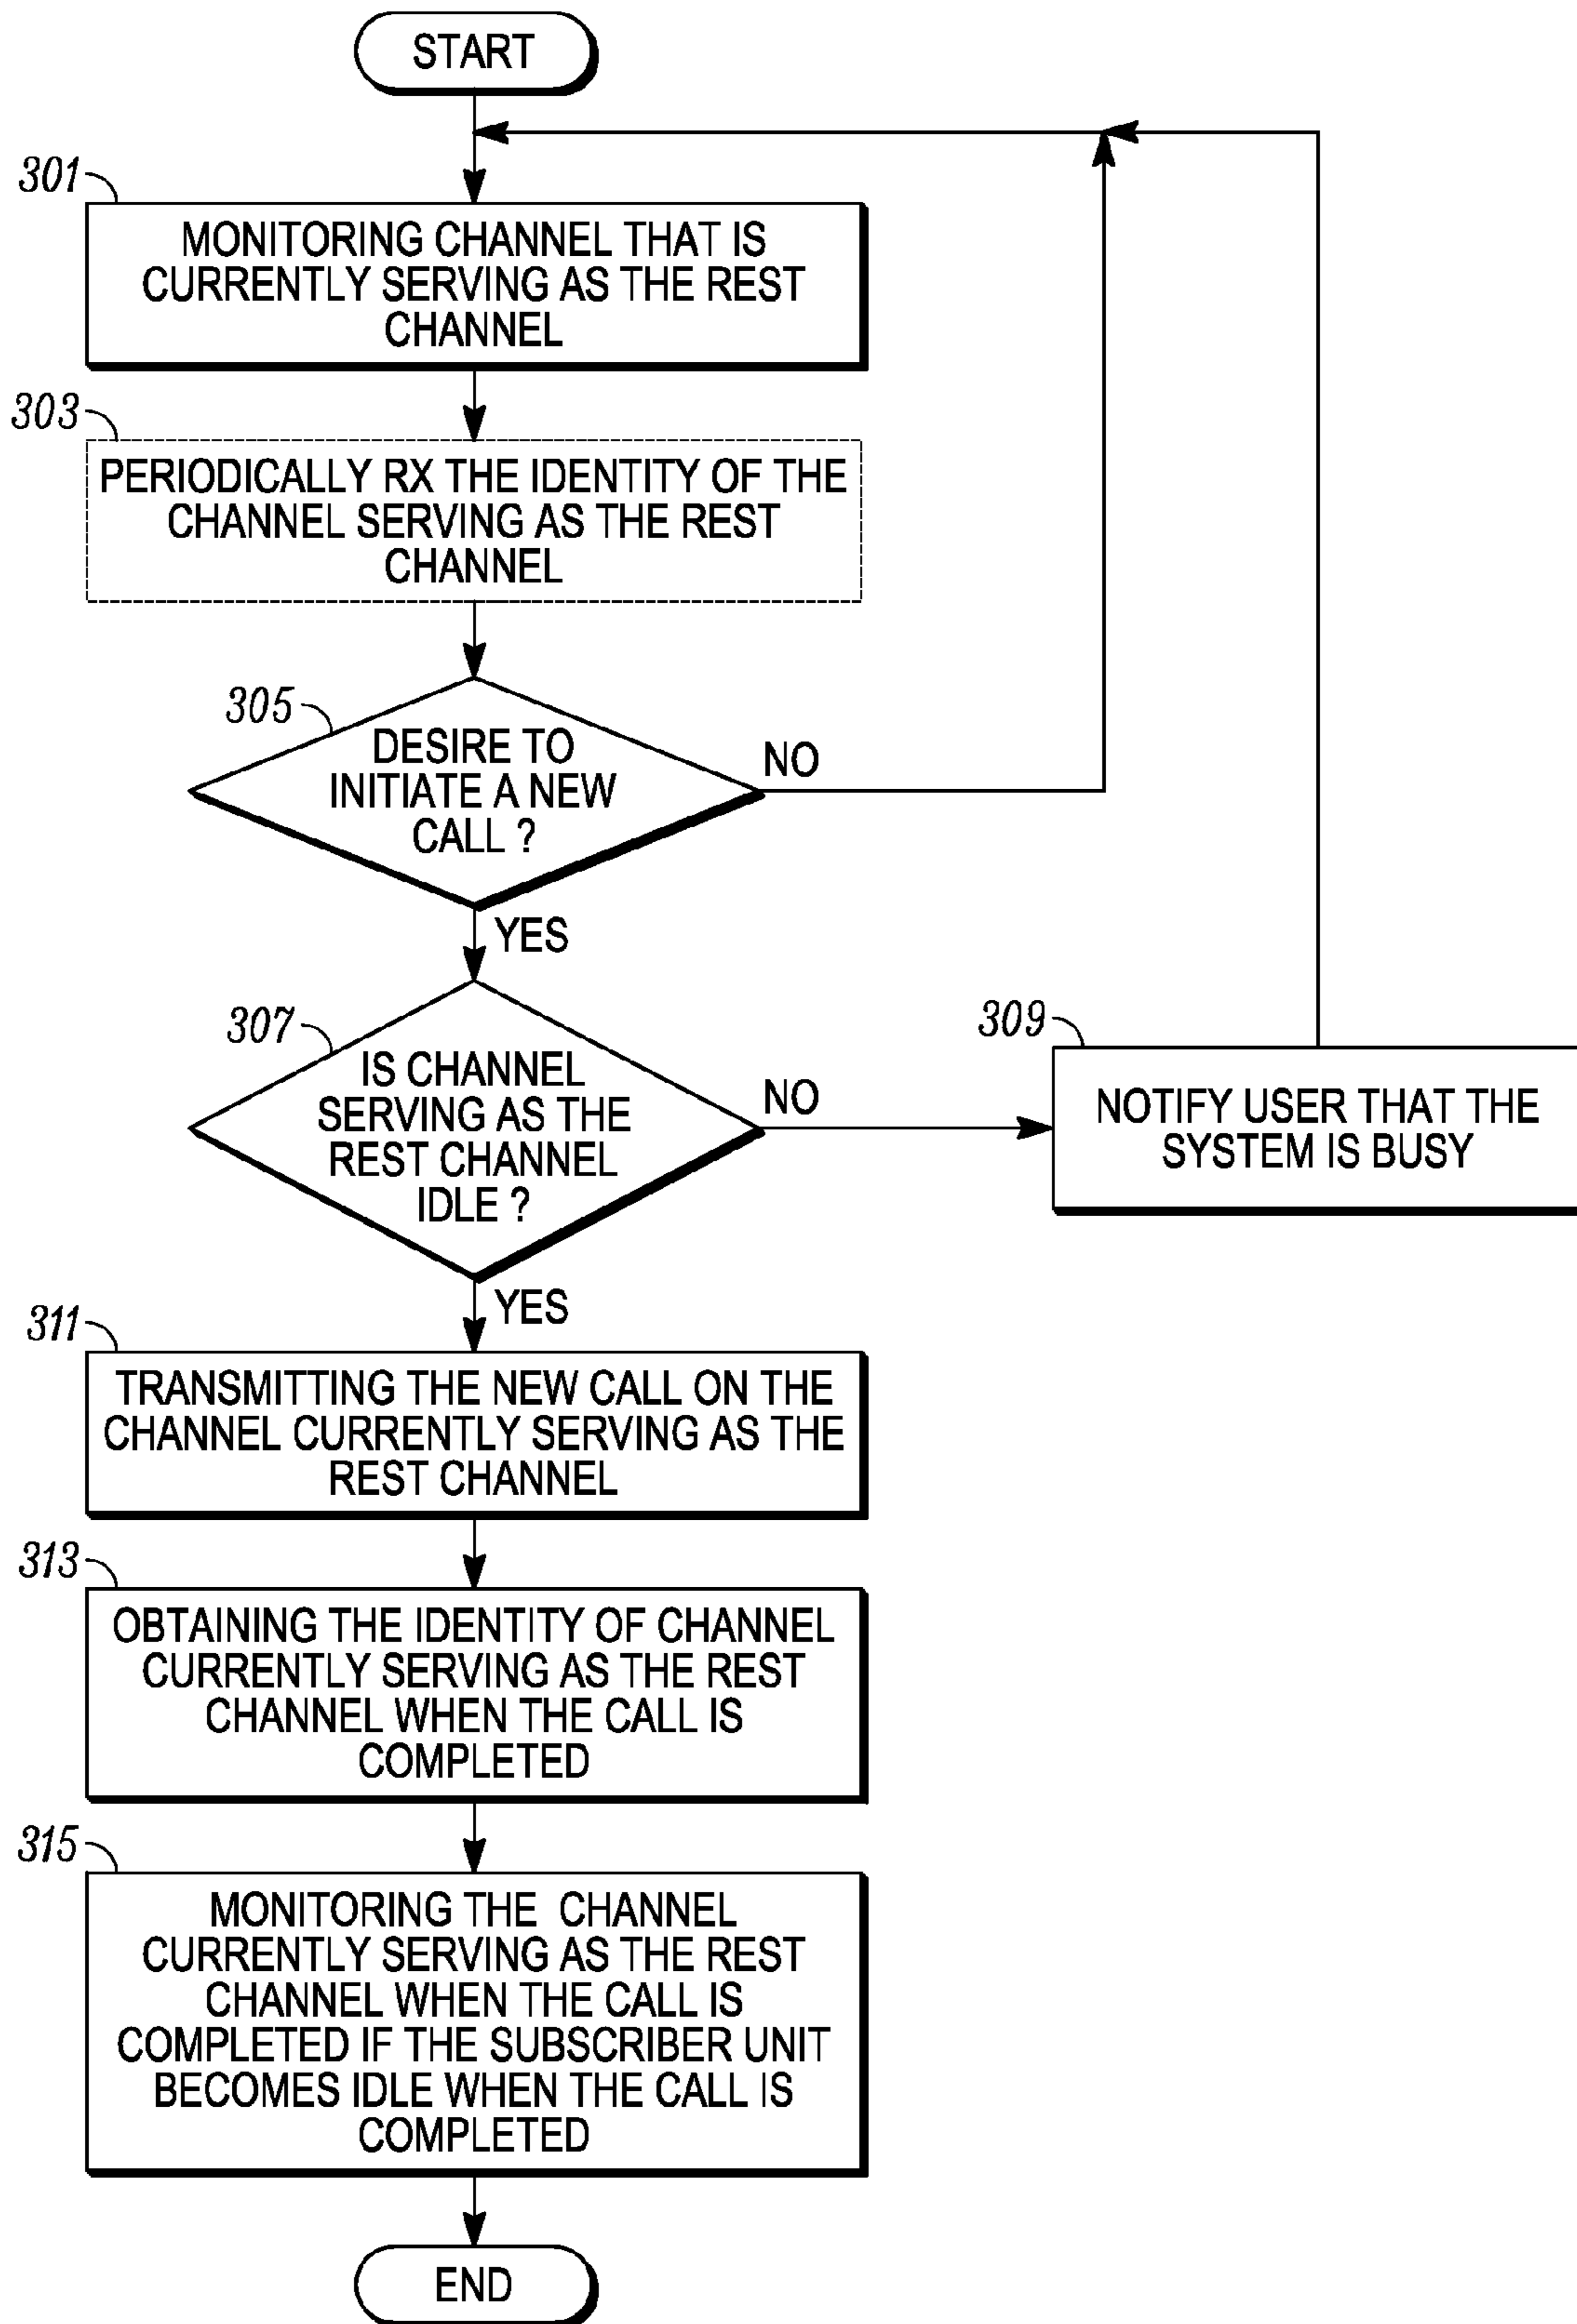 START
301
MONITORING CHANNEL THAT IS
CURRENTLY SERVING AS THE REST
CHANNEL
303
PERIODICALLY RX THE IDENTITY OF THE
CHANNEL SERVING AS THE REST
CHANNEL
305
DESIRE TO
INITIATE A NEW
CALL ?
NO
YES
307
IS CHANNEL
SERVING AS THE
REST CHANNEL
IDLE ?
NO
309
NOTIFY USER THAT THE
SYSTEM IS BUSY
YES
311
TRANSMITTING THE NEW CALL ON THE
CHANNEL CURRENTLY SERVING AS THE
REST CHANNEL
313
OBTAINING THE IDENTITY OF CHANNEL
CURRENTLY SERVING AS THE REST
CHANNEL WHEN THE CALL IS
COMPLETED
315
MONITORING THE CHANNEL
CURRENTLY SERVING AS THE REST
CHANNEL WHEN THE CALL IS
COMPLETED IF THE SUBSCRIBER UNIT
BECOMES IDLE WHEN THE CALL IS
COMPLETED
END